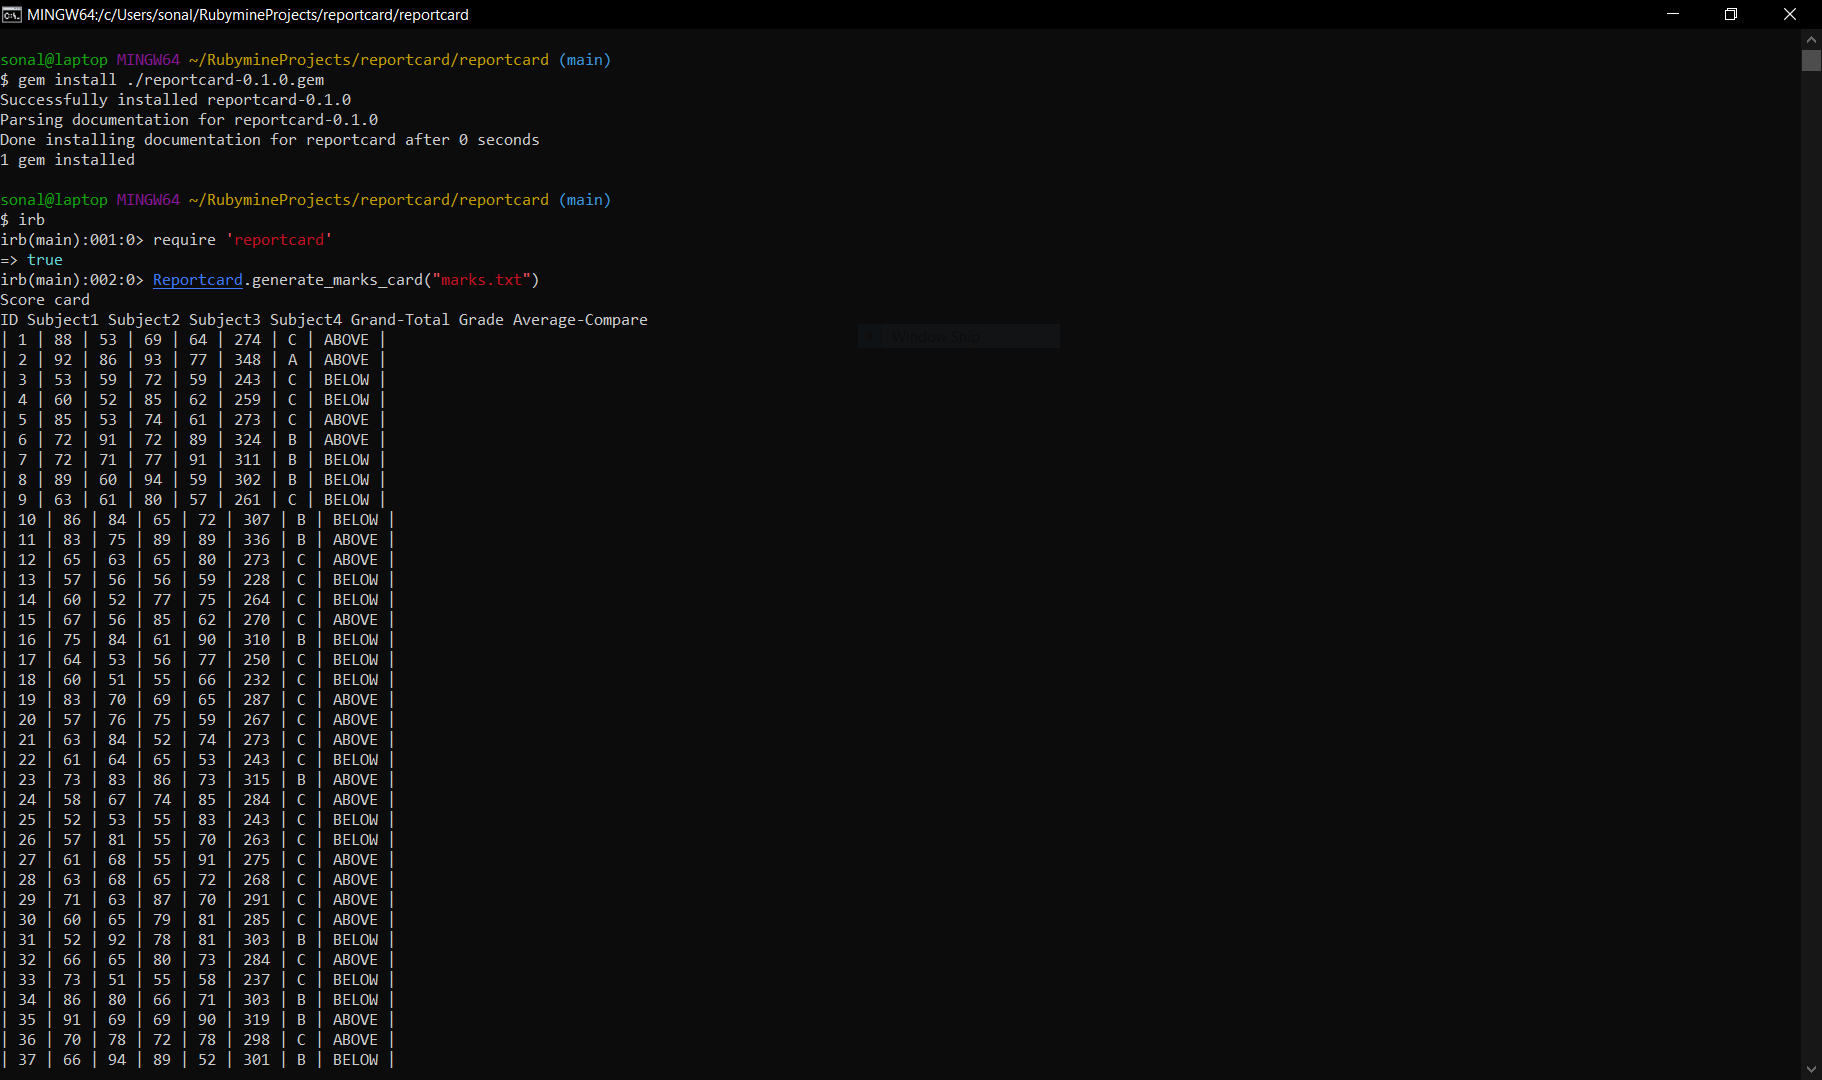 MINGW64:/c/Users/sonal/RubymineProjects/reportcard/reportcard
sonal@laptop MINGW64 ~/RubymineProjects/reportcard/reportcard (main)
$ gem install ./reportcard-0.1.0.gem
Successfully installed reportcard-0.1.0
Parsing documentation for reportcard-0.1.0
Done installing documentation for reportcard after 0 seconds
1 gem installed
sonal@laptop MINGW64 ~/RubymineProjects/reportcard/reportcard (main)
$ irb
irb(main):001:0> require 'reportcard'
=> true
irb(main):002:0> Reportcard.generate_marks_card("marks.txt")
Score card
ID Subject1 Subject2 Subject3 Subject4 Grand-Total Grade Average-Compare
| 1 | 88 | 53 | 69 | 64 | 274 | C | ABOVE |
| 2 | 92 | 86 | 93 | 77 | 348 | A | ABOVE |
| 3 | 53 | 59 | 72 | 59 | 243 | C | BELOW |
| 4 | 60 | 52 | 85 | 62 | 259 | C | BELOW |
| 5 | 85 | 53 | 74 | 61 | 273 | C | ABOVE |
| 6 | 72 | 91 | 72 | 89 | 324 | B | ABOVE |
| 7 | 72 | 71 | 77 | 91 | 311 | B | BELOW |
| 8 | 89 | 60 | 94 | 59 | 302 | B | BELOW |
| 9 | 63 | 61 | 80 | 57 | 261 | C | BELOW |
| 10 | 86 | 84 | 65 | 72 | 307 | B | BELOW |
| 11 | 83 | 75 | 89 | 89 | 336 | B | ABOVE |
| 12 | 65 | 63 | 65 | 80 | 273 | C | ABOVE |
| 13 | 57 | 56 | 56 | 59 | 228 | C | BELOW |
| 14 | 60 | 52 | 77 | 75 | 264 | C | BELOW |
| 15 | 67 | 56 | 85 | 62 | 270 | C | ABOVE |
| 16 | 75 | 84 | 61 | 90 | 310 | B | BELOW |
| 17 | 64 | 53 | 56 | 77 | 250 | C | BELOW |
| 18 | 60 | 51 | 55 | 66 | 232 | C | BELOW |
| 19 | 83 | 70 | 69 | 65 | 287 | C | ABOVE |
| 20 | 57 | 76 | 75 | 59 | 267 | C | ABOVE |
| 21 | 63 | 84 | 52 | 74 | 273 | C | ABOVE |
| 22 | 61 | 64 | 65 | 53 | 243 | C | BELOW |
| 23 | 73 | 83 | 86 | 73 | 315 | B | ABOVE |
| 24 | 58 | 67 | 74 | 85 | 284 | C | ABOVE |
| 25 | 52 | 53 | 55 | 83 | 243 | C | BELOW |
| 26 | 57 | 81 | 55 | 70 | 263 | C | BELOW |
| 27 | 61 | 68 | 55 | 91 | 275 | C | ABOVE |
| 28 | 63 | 68 | 65 | 72 | 268 | C | ABOVE |
| 29 | 71 | 63 | 87 | 70 | 291 | C | ABOVE |
| 30 | 60 | 65 | 79 | 81 | 285 | C | ABOVE |
| 31 | 52 | 92 | 78 | 81 | 303 | B | BELOW |
| 32 | 66 | 65 | 80 | 73 | 284 | C | ABOVE |
| 33 | 73 | 51 | 55 | 58 | 237 | C | BELOW |
| 34 | 86 | 80 | 66 | 71 | 303 | B | BELOW |
| 35 | 91 | 69 | 69 | 90 | 319 | B | ABOVE |
| 36 | 70 | 78 | 72 | 78 | 298 | C | ABOVE |
| 37 | 66 | 94 | 89 | 52 | 301 | B | BELOW |
Window Snip